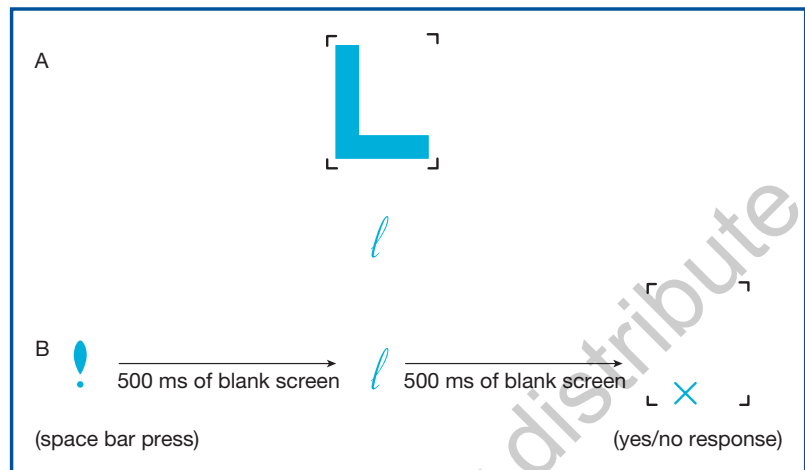 A
L
l
B ! 500 ms of blank screen l 500 ms of blank screen ×
(space bar press) (yes/no response)
distribute